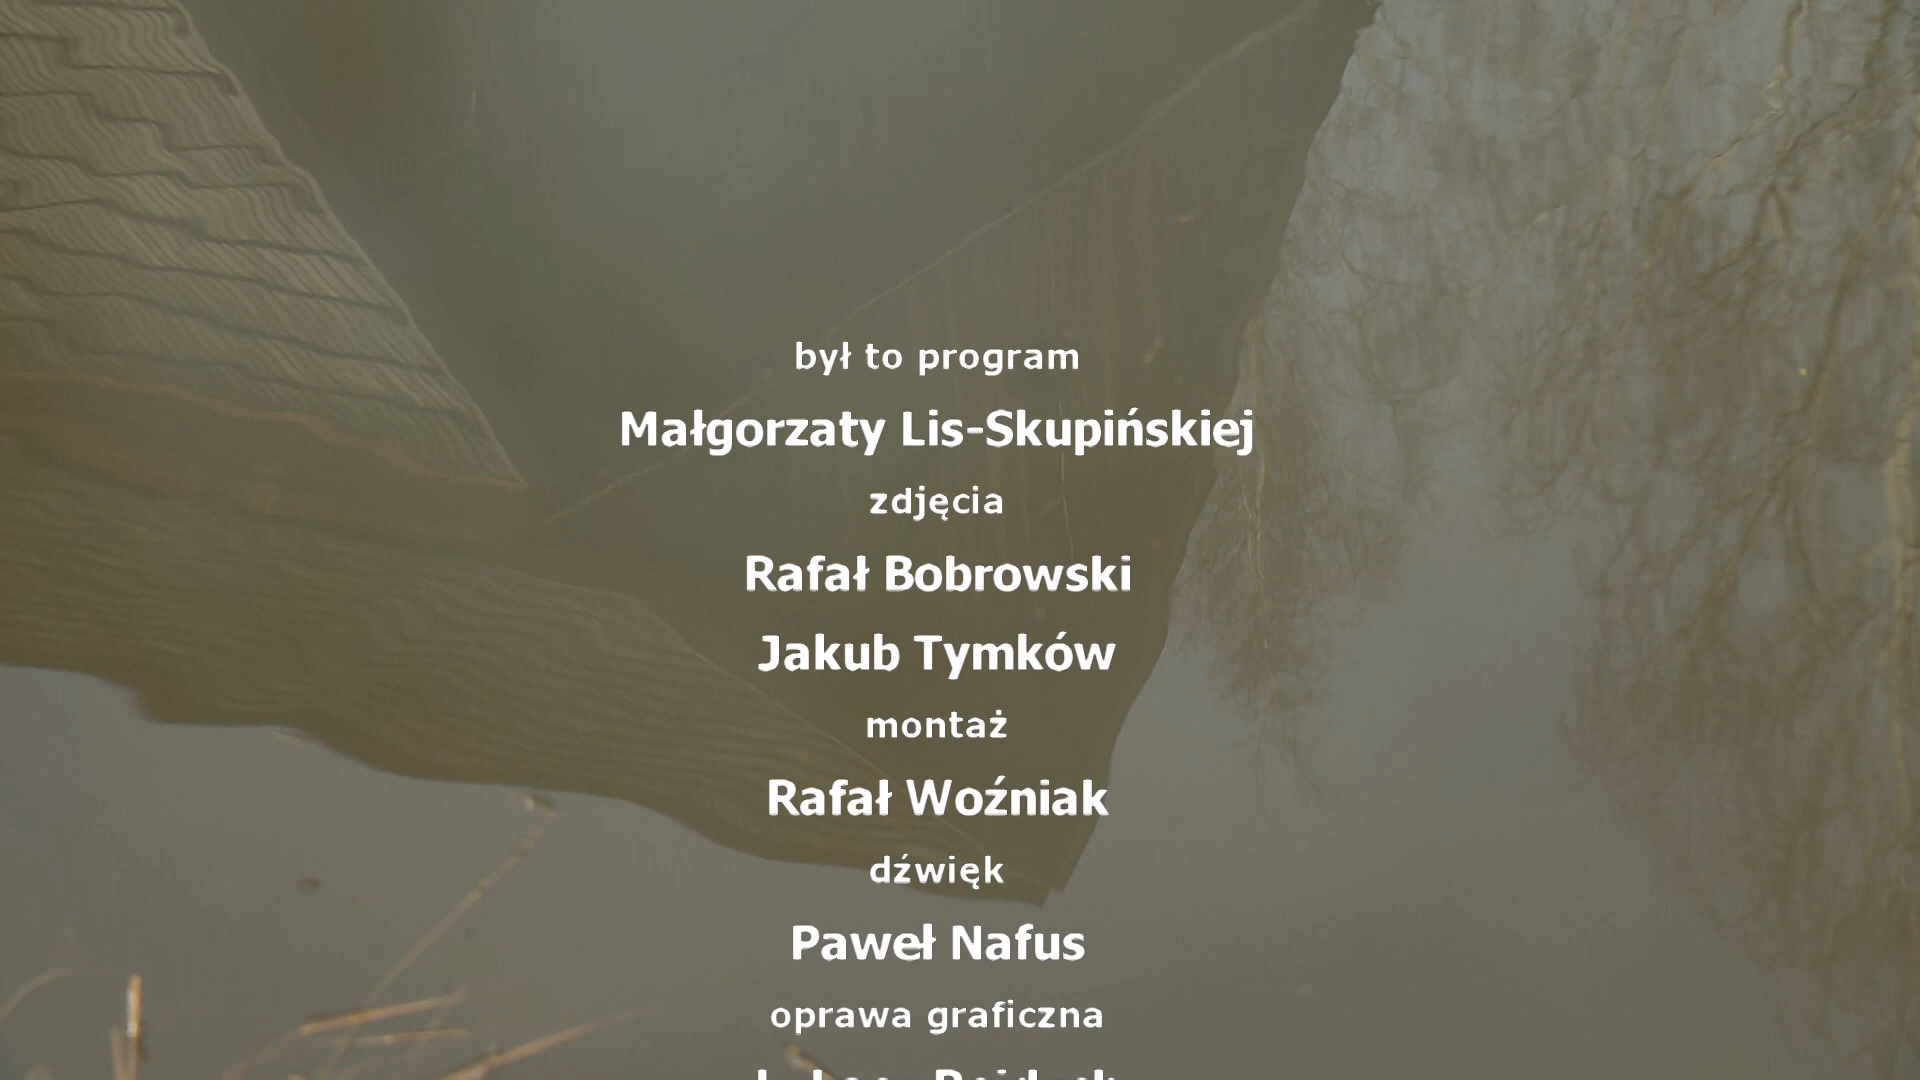 był to program
Małgorzaty Lis-Skupińskiej
zdjęcia
Rafał Bobrowski
Jakub Tymków
montaż
Rafał Woźniak
dźwięk
Paweł Nafus
oprawa graficzna